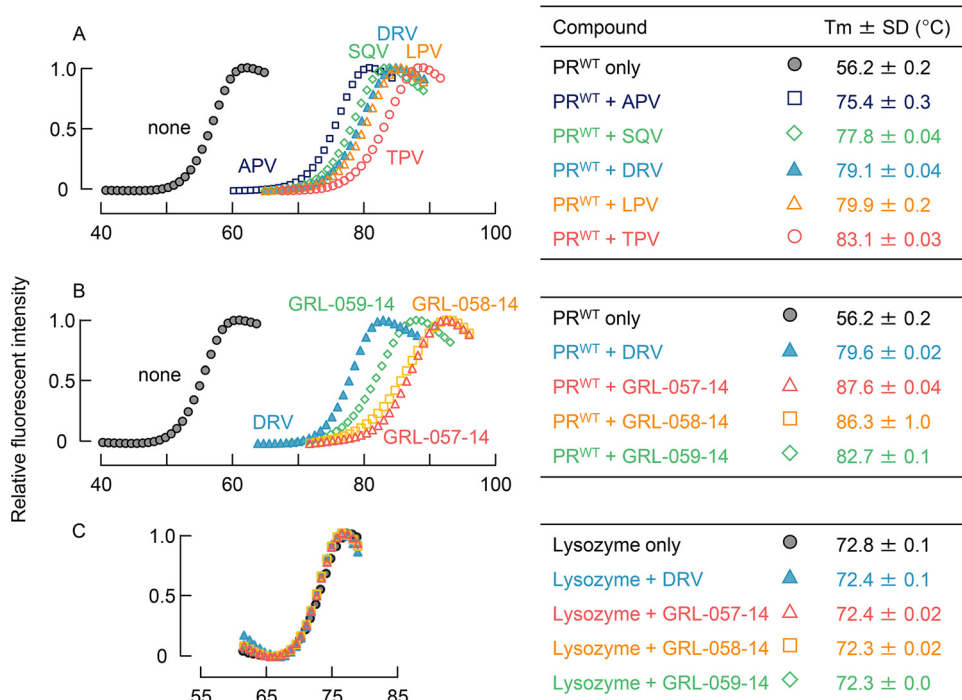 A
DRV
SQV LPV
1.0
0.5
0
none
APV
TPV
40 60 80 100
Compound Tm ± SD (°C)
PRWT only 56.2 ± 0.2
PRWT + APV 75.4 ± 0.3
PRWT + SQV 77.8 ± 0.04
PRWT + DRV 79.1 ± 0.04
PRWT + LPV 79.9 ± 0.2
PRWT + TPV 83.1 ± 0.03
Relative fluorescent intensity
B
GRL-059-14 GRL-058-14
1.0
0.5
0
none
DRV
GRL-057-14
40 60 80 100
PRWT only 56.2 ± 0.2
PRWT + DRV 79.6 ± 0.02
PRWT + GRL-057-14 87.6 ± 0.04
PRWT + GRL-058-14 86.3 ± 1.0
PRWT + GRL-059-14 82.7 ± 0.1
C
1.0
0.5
0
55 65 75 85
Lysozyme only 72.8 ± 0.1
Lysozyme + DRV 72.4 ± 0.1
Lysozyme + GRL-057-14 72.4 ± 0.02
Lysozyme + GRL-058-14 72.3 ± 0.02
Lysozyme + GRL-059-14 72.3 ± 0.0